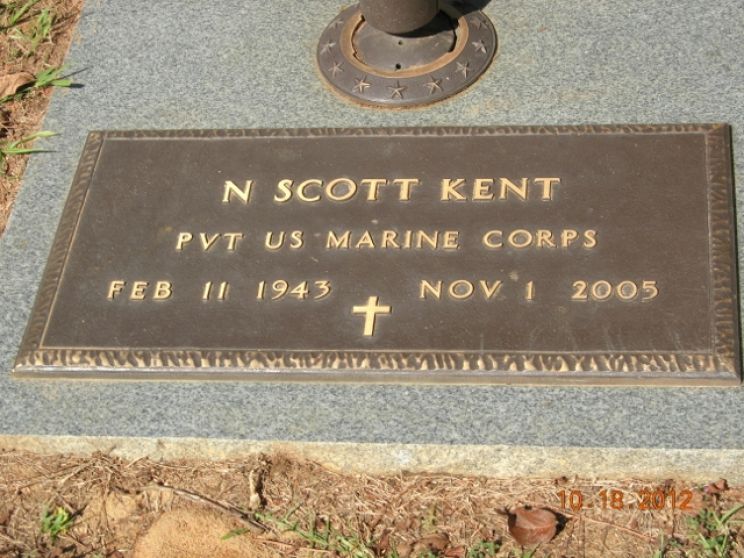 N SCOTT KENT
PVT US MARINE CORPS
FEB 11 1943 NOV 1 2005
10.18.2012